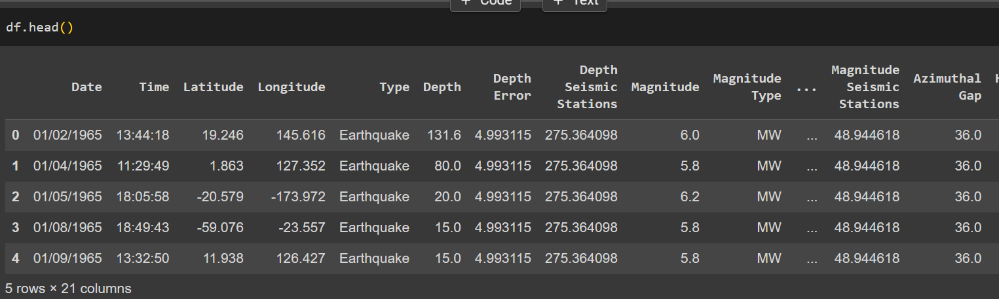 + Code + Text
df.head()
Date Time Latitude Longitude Type Depth Depth Error Depth Seismic Stations Magnitude Magnitude Type ... Magnitude Seismic Stations Azimuthal Gap
0 01/02/1965 13:44:18 19.246 145.616 Earthquake 131.6 4.993115 275.364098 6.0 MW ... 48.944618 36.0
1 01/04/1965 11:29:49 1.863 127.352 Earthquake 80.0 4.993115 275.364098 5.8 MW ... 48.944618 36.0
2 01/05/1965 18:05:58 -20.579 -173.972 Earthquake 20.0 4.993115 275.364098 6.2 MW ... 48.944618 36.0
3 01/08/1965 18:49:43 -59.076 -23.557 Earthquake 15.0 4.993115 275.364098 5.8 MW ... 48.944618 36.0
4 01/09/1965 13:32:50 11.938 126.427 Earthquake 15.0 4.993115 275.364098 5.8 MW ... 48.944618 36.0
5 rows × 21 columns